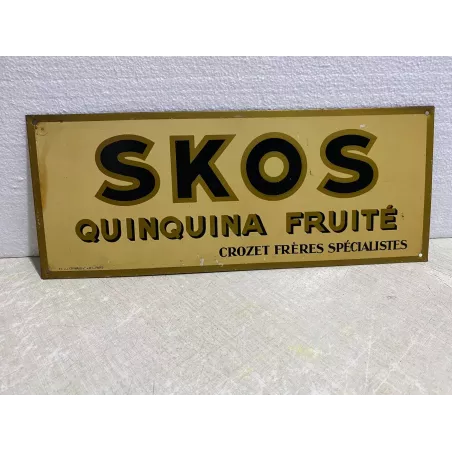 SKOS
QUINQUINA FRUITÉ
CROZET FRÈRES SPÉCIALISTES